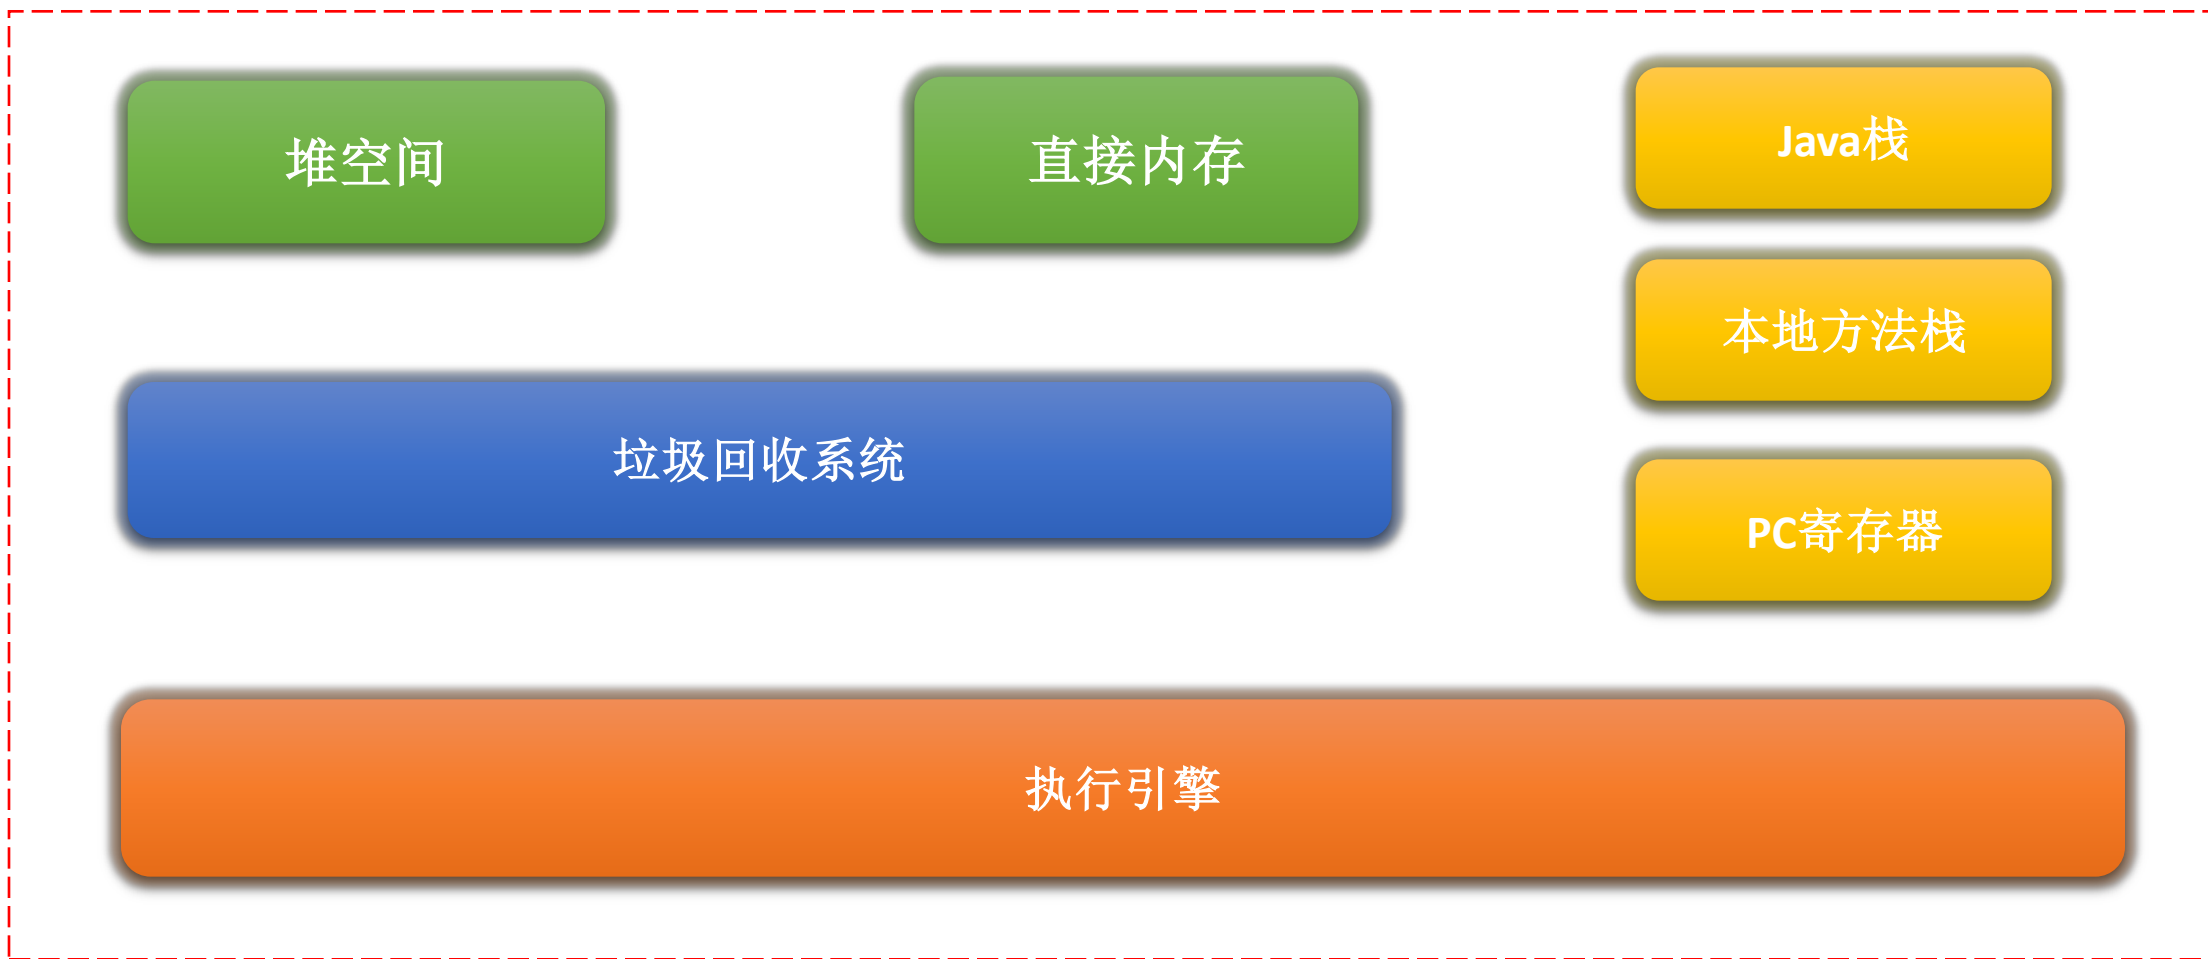 堆空间
直接内存
Java栈
本地方法栈
垃圾回收系统
PC寄存器
执行引擎